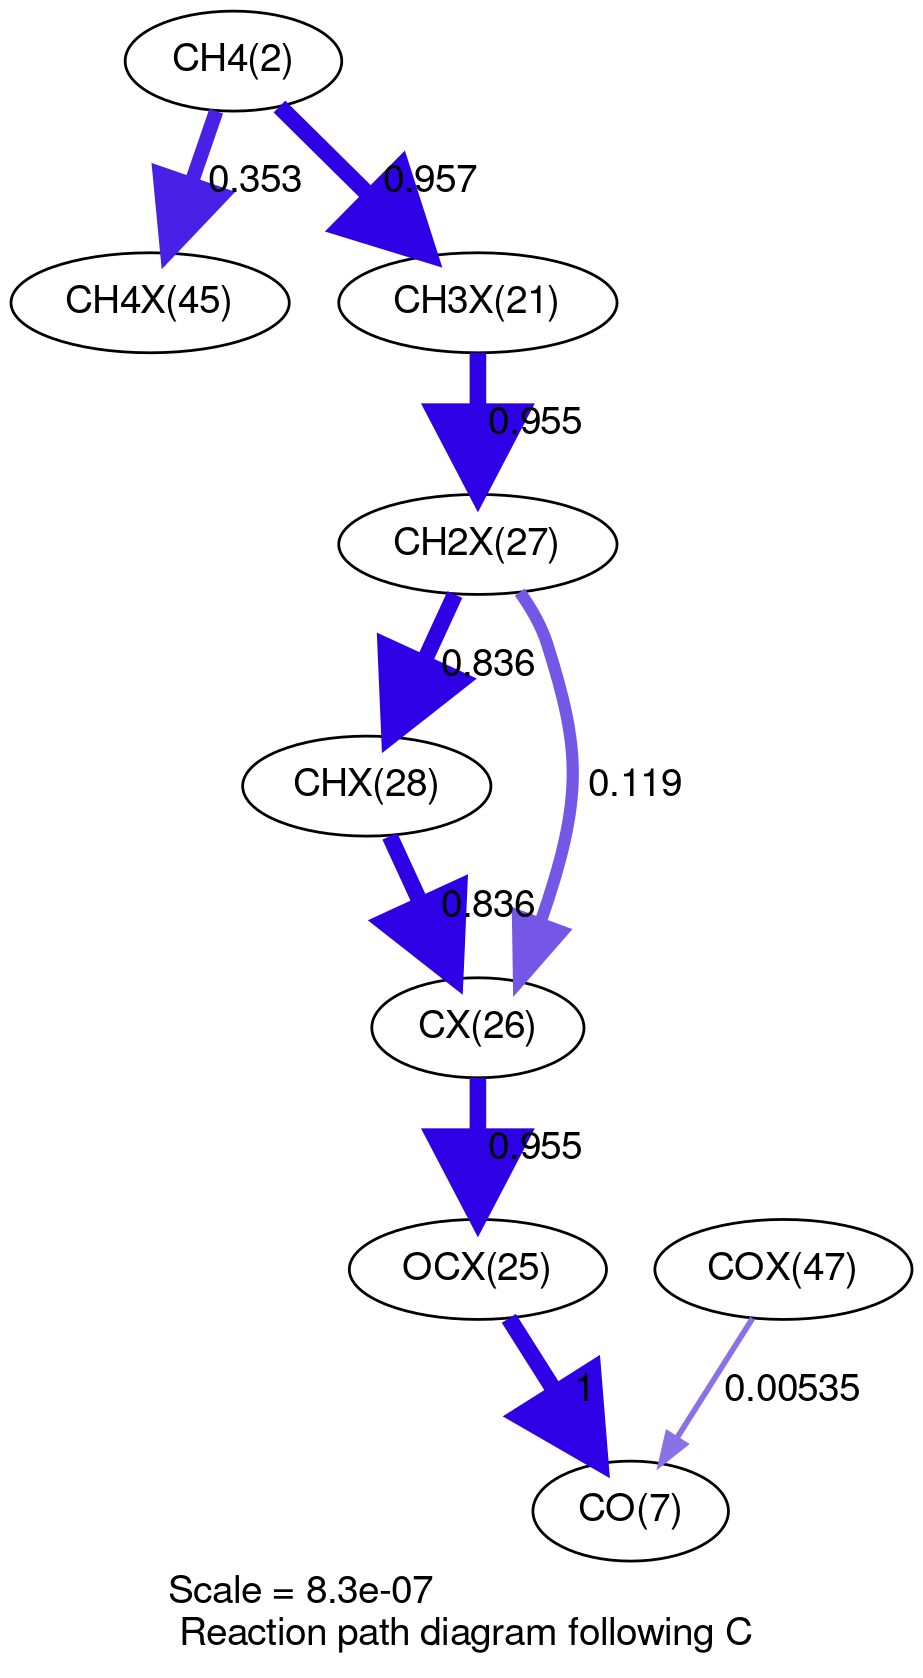 CH4(2)
0.353
0.957
CH4X(45)
CH3X(21)
0.955
CH2X(27)
0.836
0.119
CHX(28)
0.836
CX(26)
0.955
OCX(25)
COX(47)
1
0.00535
CO(7)
Scale = 8.3e-07
Reaction path diagram following C